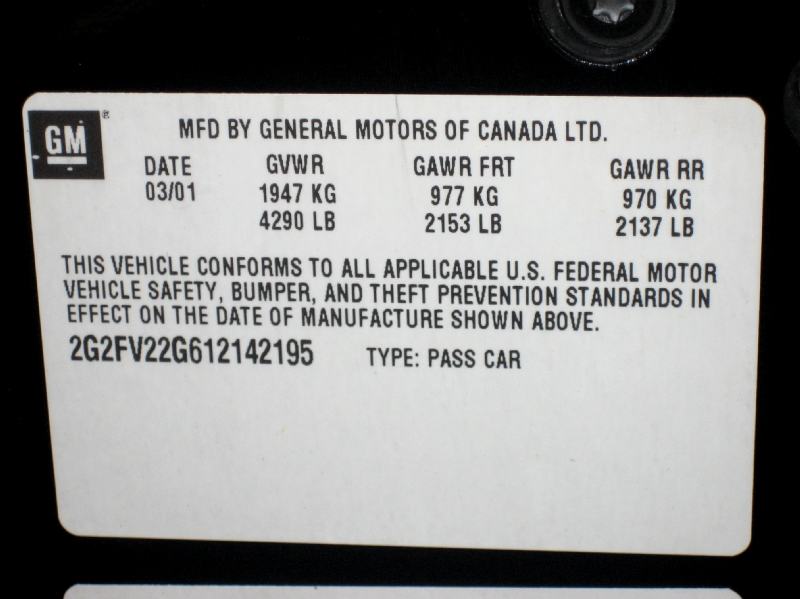 GM ®
MFD BY GENERAL MOTORS OF CANADA LTD.
DATE GVWR GAWR FRT GAWR RR
03/01 1947 KG 977 KG 970 KG
4290 LB 2153 LB 2137 LB
THIS VEHICLE CONFORMS TO ALL APPLICABLE U.S. FEDERAL MOTOR
VEHICLE SAFETY, BUMPER, AND THEFT PREVENTION STANDARDS IN
EFFECT ON THE DATE OF MANUFACTURE SHOWN ABOVE.
2G2FV22G612142195 TYPE: PASS CAR